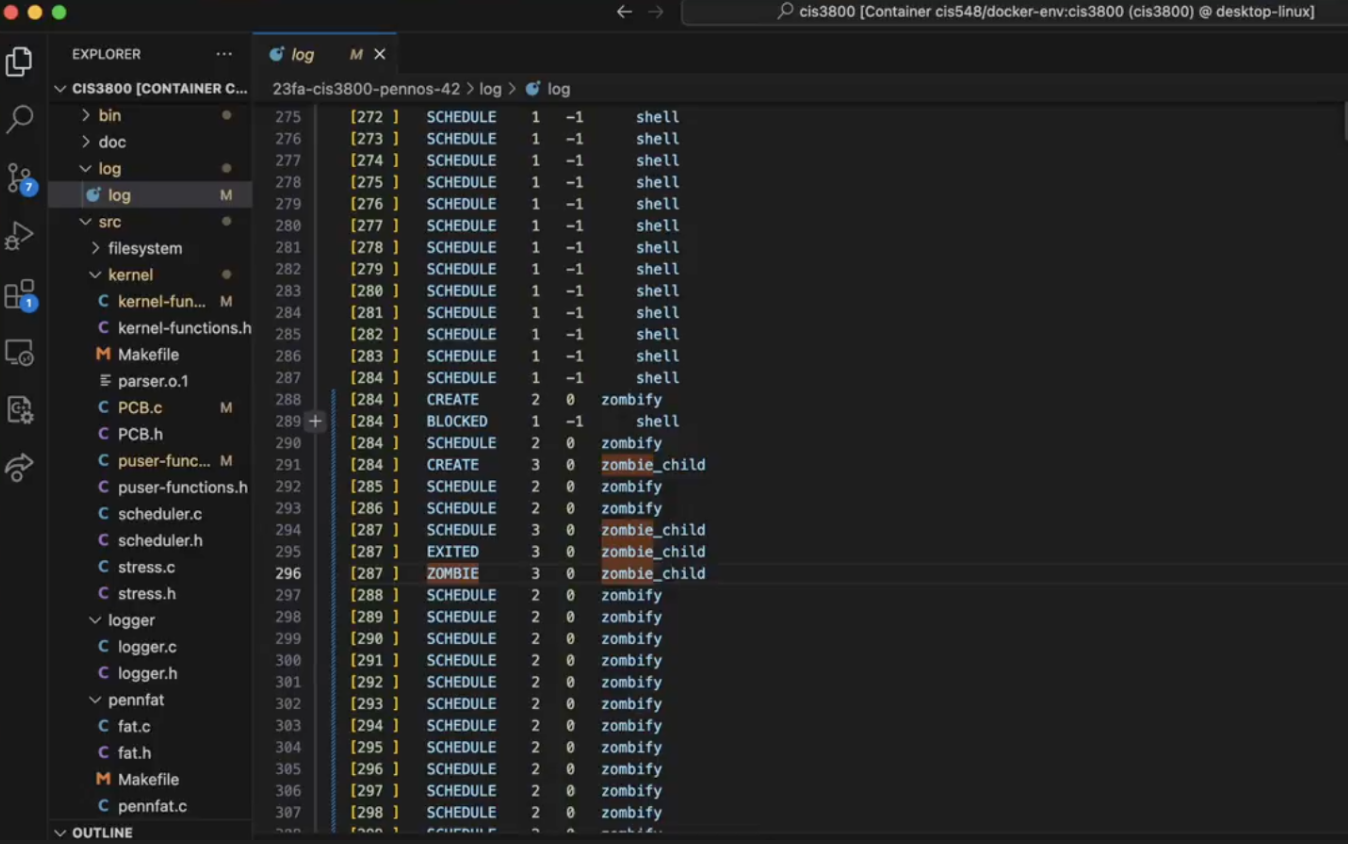 cis3800 [Container cis548/docker-env:cis3800 (cis3800) @ desktop-linux]
EXPLORER ...
CIS3800 [CONTAINER C...
bin
doc
log
log M
src
filesystem
kernel
C kernel-fun... M
C kernel-functions.h
M Makefile
parser.o.1
C PCB.c M
C PCB.h
C puser-func... M
C puser-functions.h
C scheduler.c
C scheduler.h
C stress.c
C stress.h
logger
C logger.c
C logger.h
pennfat
C fat.c
C fat.h
M Makefile
C pennfat.c
OUTLINE
7
1
log M
23fa-cis3800-pennos-42 > log > log
275 [272 ] SCHEDULE 1 -1 shell
276 [273 ] SCHEDULE 1 -1 shell
277 [274 ] SCHEDULE 1 -1 shell
278 [275 ] SCHEDULE 1 -1 shell
279 [276 ] SCHEDULE 1 -1 shell
280 [277 ] SCHEDULE 1 -1 shell
281 [278 ] SCHEDULE 1 -1 shell
282 [279 ] SCHEDULE 1 -1 shell
283 [280 ] SCHEDULE 1 -1 shell
284 [281 ] SCHEDULE 1 -1 shell
285 [282 ] SCHEDULE 1 -1 shell
286 [283 ] SCHEDULE 1 -1 shell
287 [284 ] SCHEDULE 1 -1 shell
288 [284 ] CREATE 2 0 zombify
289 [284 ] BLOCKED 1 -1 shell
290 [284 ] SCHEDULE 2 0 zombify
291 [284 ] CREATE 3 0 zombie_child
292 [285 ] SCHEDULE 2 0 zombify
293 [286 ] SCHEDULE 2 0 zombify
294 [287 ] SCHEDULE 3 0 zombie_child
295 [287 ] EXITED 3 0 zombie_child
296 [287 ] ZOMBIE 3 0 zombie_child
297 [288 ] SCHEDULE 2 0 zombify
298 [289 ] SCHEDULE 2 0 zombify
299 [290 ] SCHEDULE 2 0 zombify
300 [291 ] SCHEDULE 2 0 zombify
301 [292 ] SCHEDULE 2 0 zombify
302 [293 ] SCHEDULE 2 0 zombify
303 [294 ] SCHEDULE 2 0 zombify
304 [295 ] SCHEDULE 2 0 zombify
305 [296 ] SCHEDULE 2 0 zombify
306 [297 ] SCHEDULE 2 0 zombify
307 [298 ] SCHEDULE 2 0 zombify